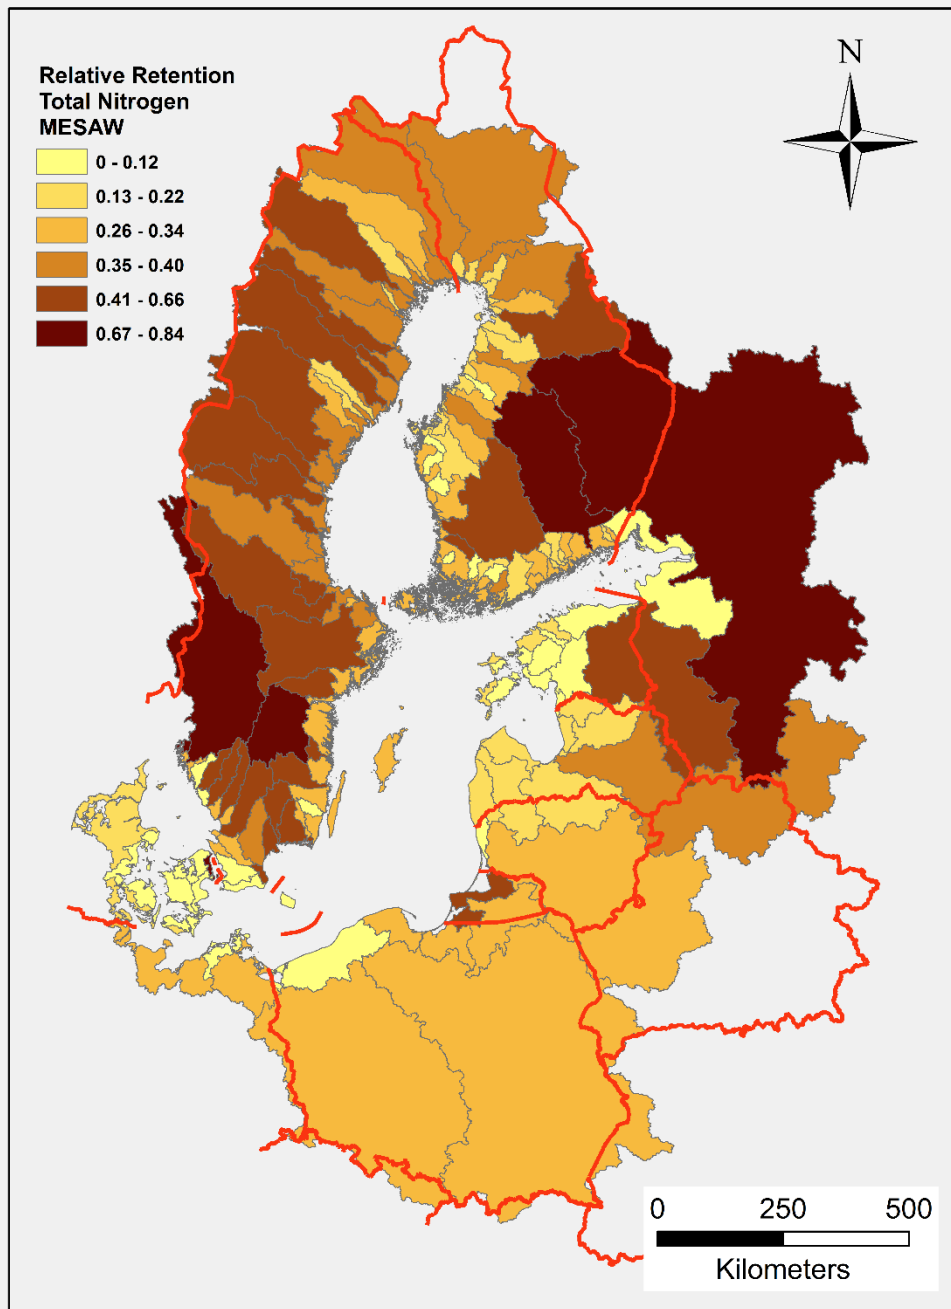 Relative Retention
Total Nitrogen
MESAW
0 - 0.12
0.13 - 0.22
0.26 - 0.34
0.35 - 0.40
0.41 - 0.66
0.67 - 0.84
N
0 250 500
Kilometers